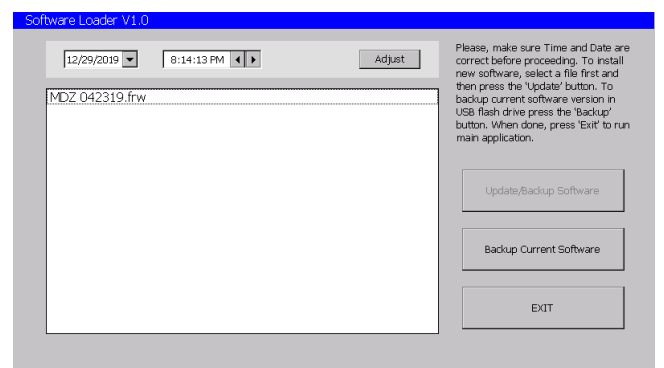 Software Loader V1.0
12/29/2019
8:14:13 PM
Adjust
Please, make sure Time and Date are
correct before proceeding. To install
new software, select a file first and
then press the 'Update' button. To
backup current software version in
USB flash drive press the 'Backup'
button. When done, press 'Exit' to run
main application.
MDZ 042319.frw
Update/Backup Software
Backup Current Software
EXIT